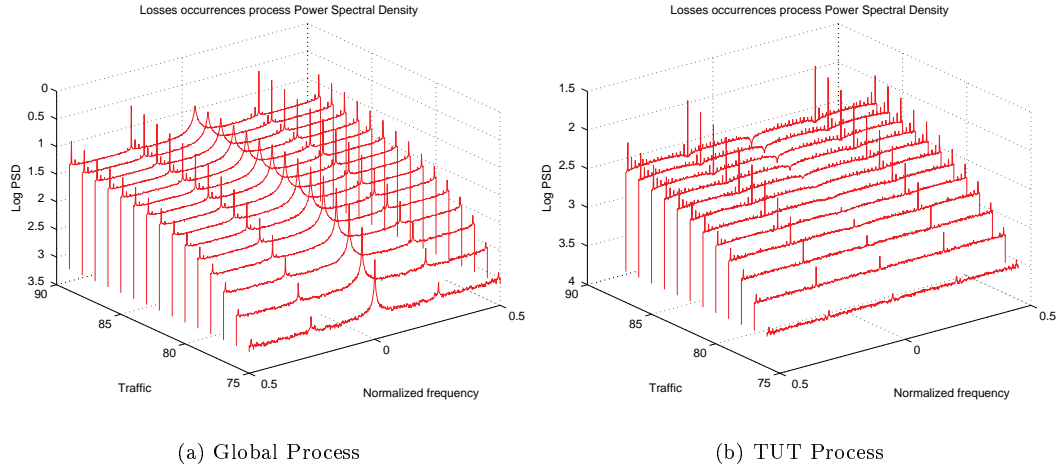 Losses occurrences process Power Spectral Density
0
0.5
1
1.5
2
2.5
3
3.5
Log PSD
90
85
80
75
Traffic
0.5
0
0.5
Normalized frequency
(a) Global Process
Losses occurrences process Power Spectral Density
1.5
2
2.5
3
3.5
4
Log PSD
90
85
80
75
Traffic
0.5
0
0.5
Normalized frequency
(b) TUT Process